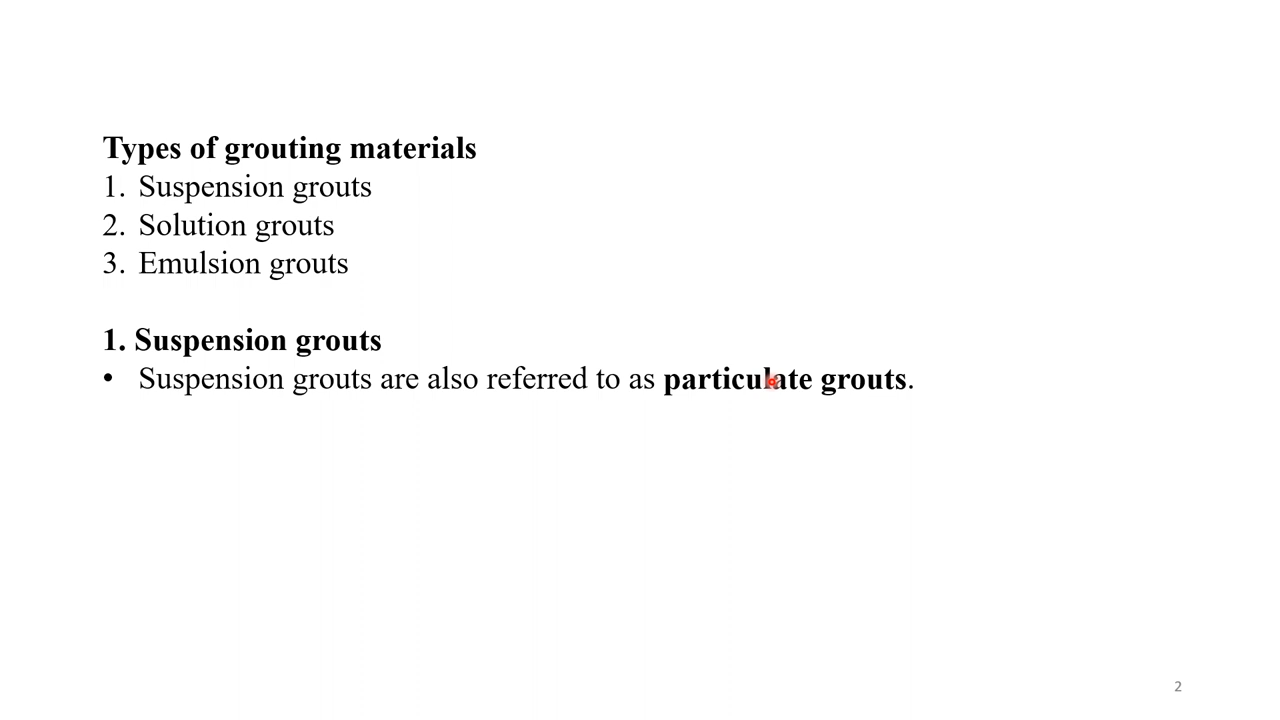 Types of grouting materials
1. Suspension grouts
2. Solution grouts
3. Emulsion grouts
1. Suspension grouts
• Suspension grouts are also referred to as particulate grouts.
2